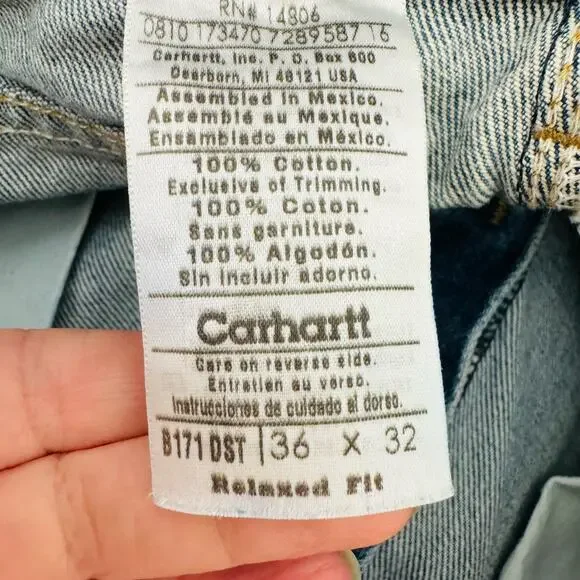 RN# 14806
0810 173470 7289587 16
Carhartt, Inc. P. O. Box 600
Dearborn, MI 48121 USA
Assembled in Mexico.
Assemblé au Mexique.
Ensamblado en México.
100% Cotton.
Exclusive of Trimming.
100% Coton.
Sans garniture.
100% Algodón.
Sin incluir adorno.
Carhartt
Care on reverse side.
Entretien au verso.
Instrucciones de cuidado al dorso.
B171 DST 36 X 32
Relaxed Fit